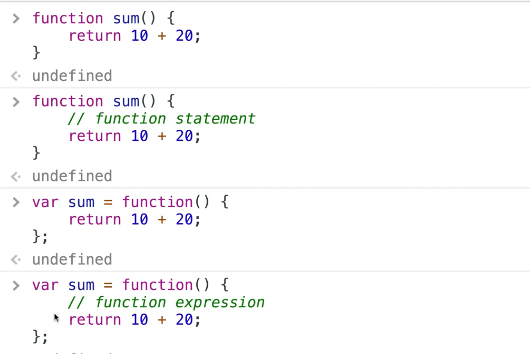 function sum() {
    return 10 + 20;
}
undefined
function sum() {
    // function statement
    return 10 + 20;
}
undefined
var sum = function() {
    return 10 + 20;
};
undefined
var sum = function() {
    // function expression
    return 10 + 20;
};